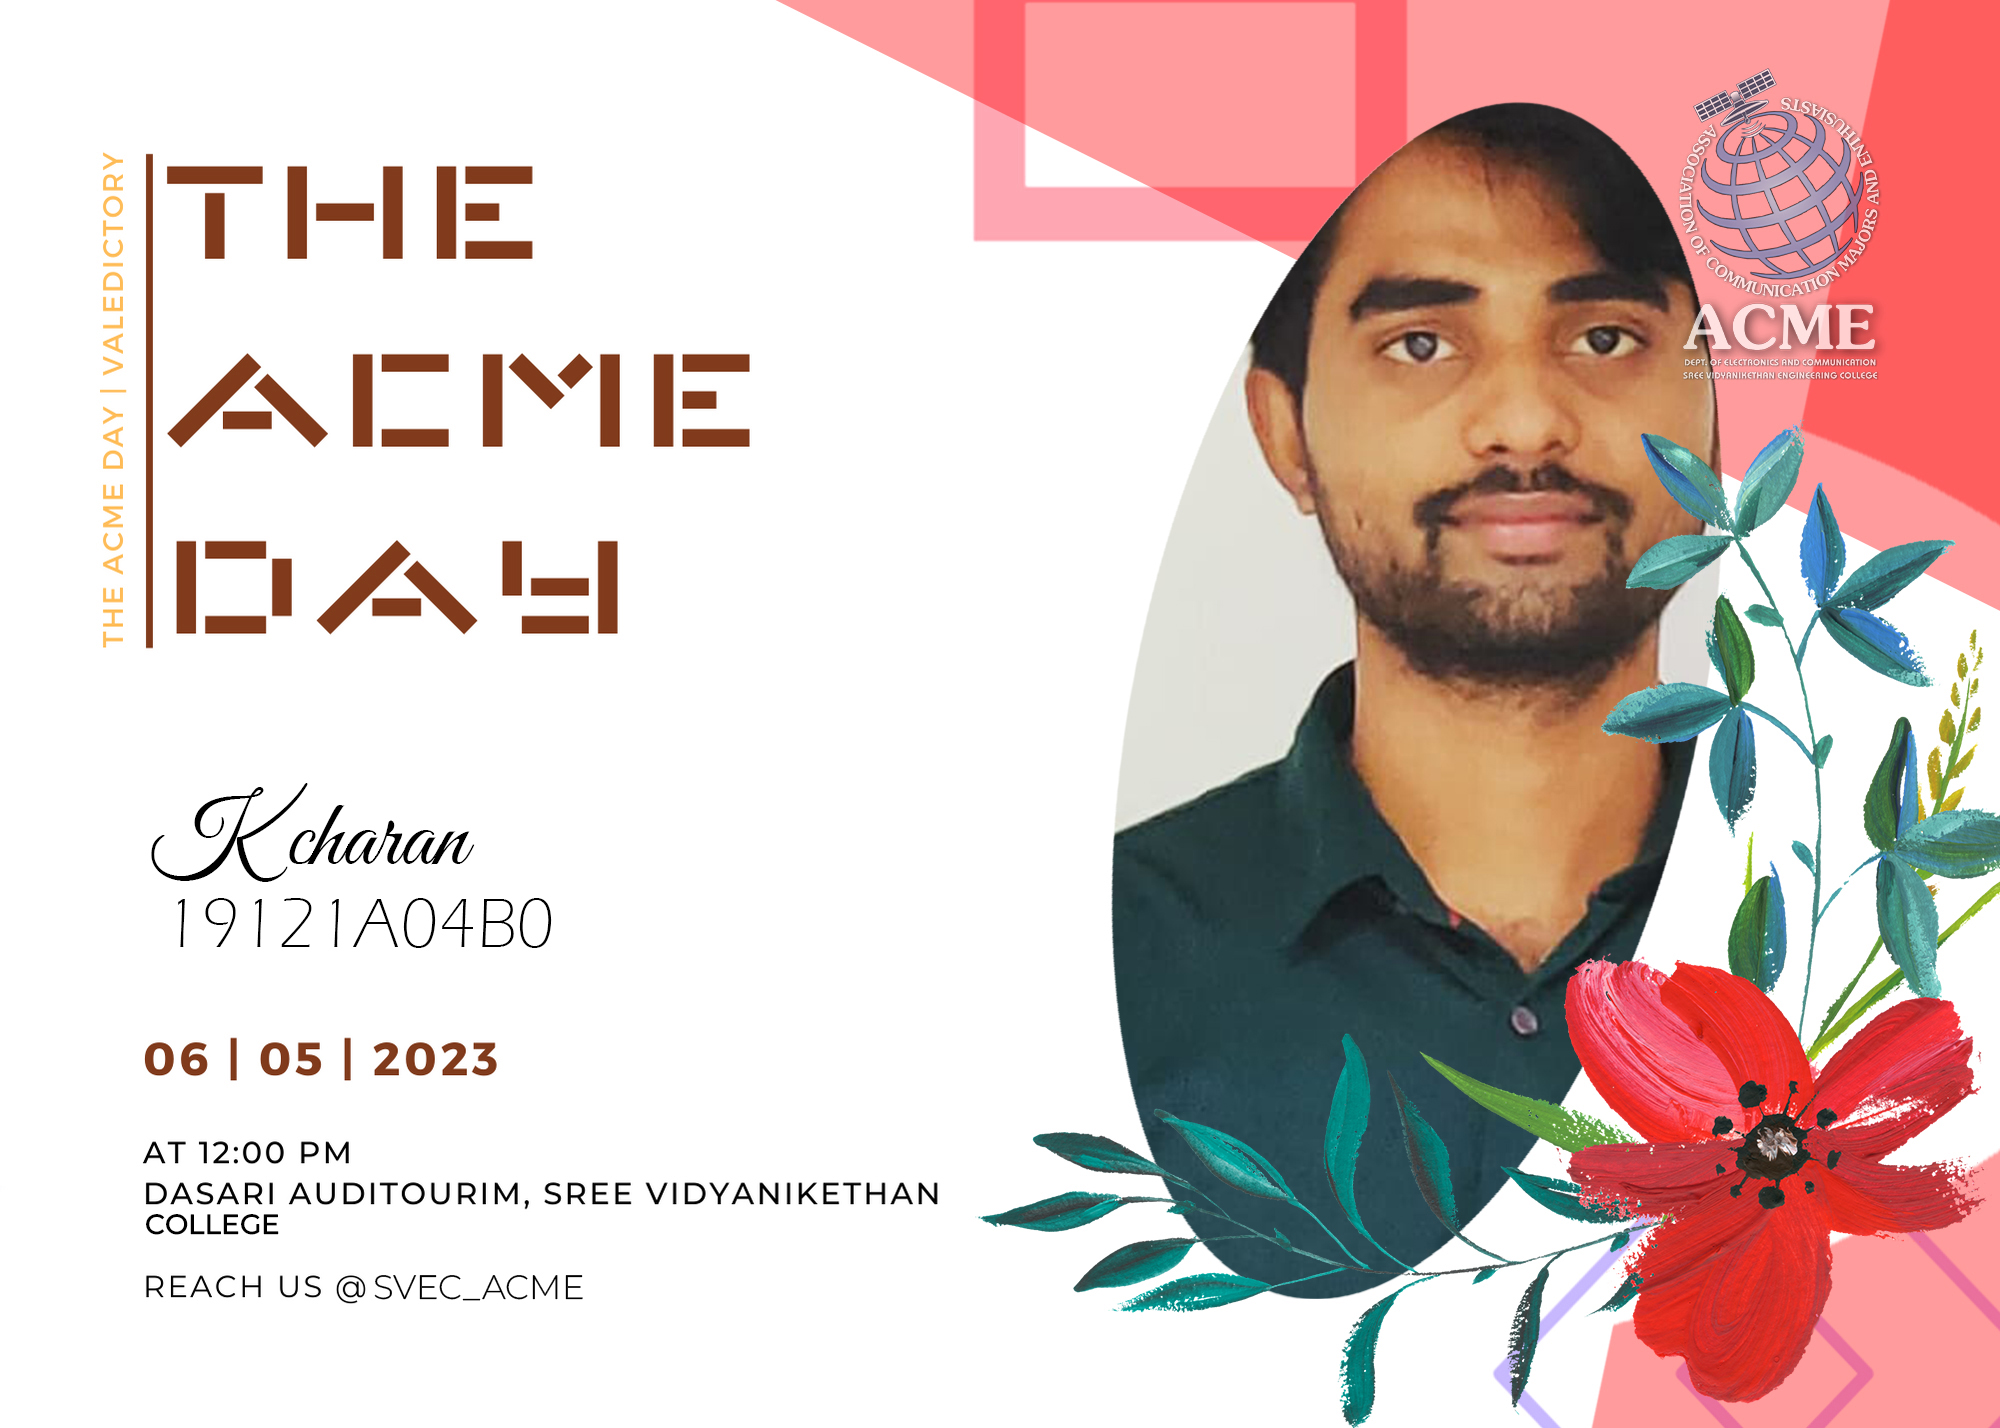 THE ACME DAY | VALEDICTORY
THE
ACME
DAY
K charan
19121A04B0
06 | 05 | 2023
AT 12:00 PM
DASARI AUDITOURIM, SREE VIDYANIKETHAN
COLLEGE
REACH US @SVEC_ACME
ASSOCIATION OF COMMUNICATION MAJORS AND ENTHUSIASTS
ACME
DEPT. OF ELECTRONICS AND COMMUNICATION
SREE VIDYANIKETHAN ENGINEERING COLLEGE